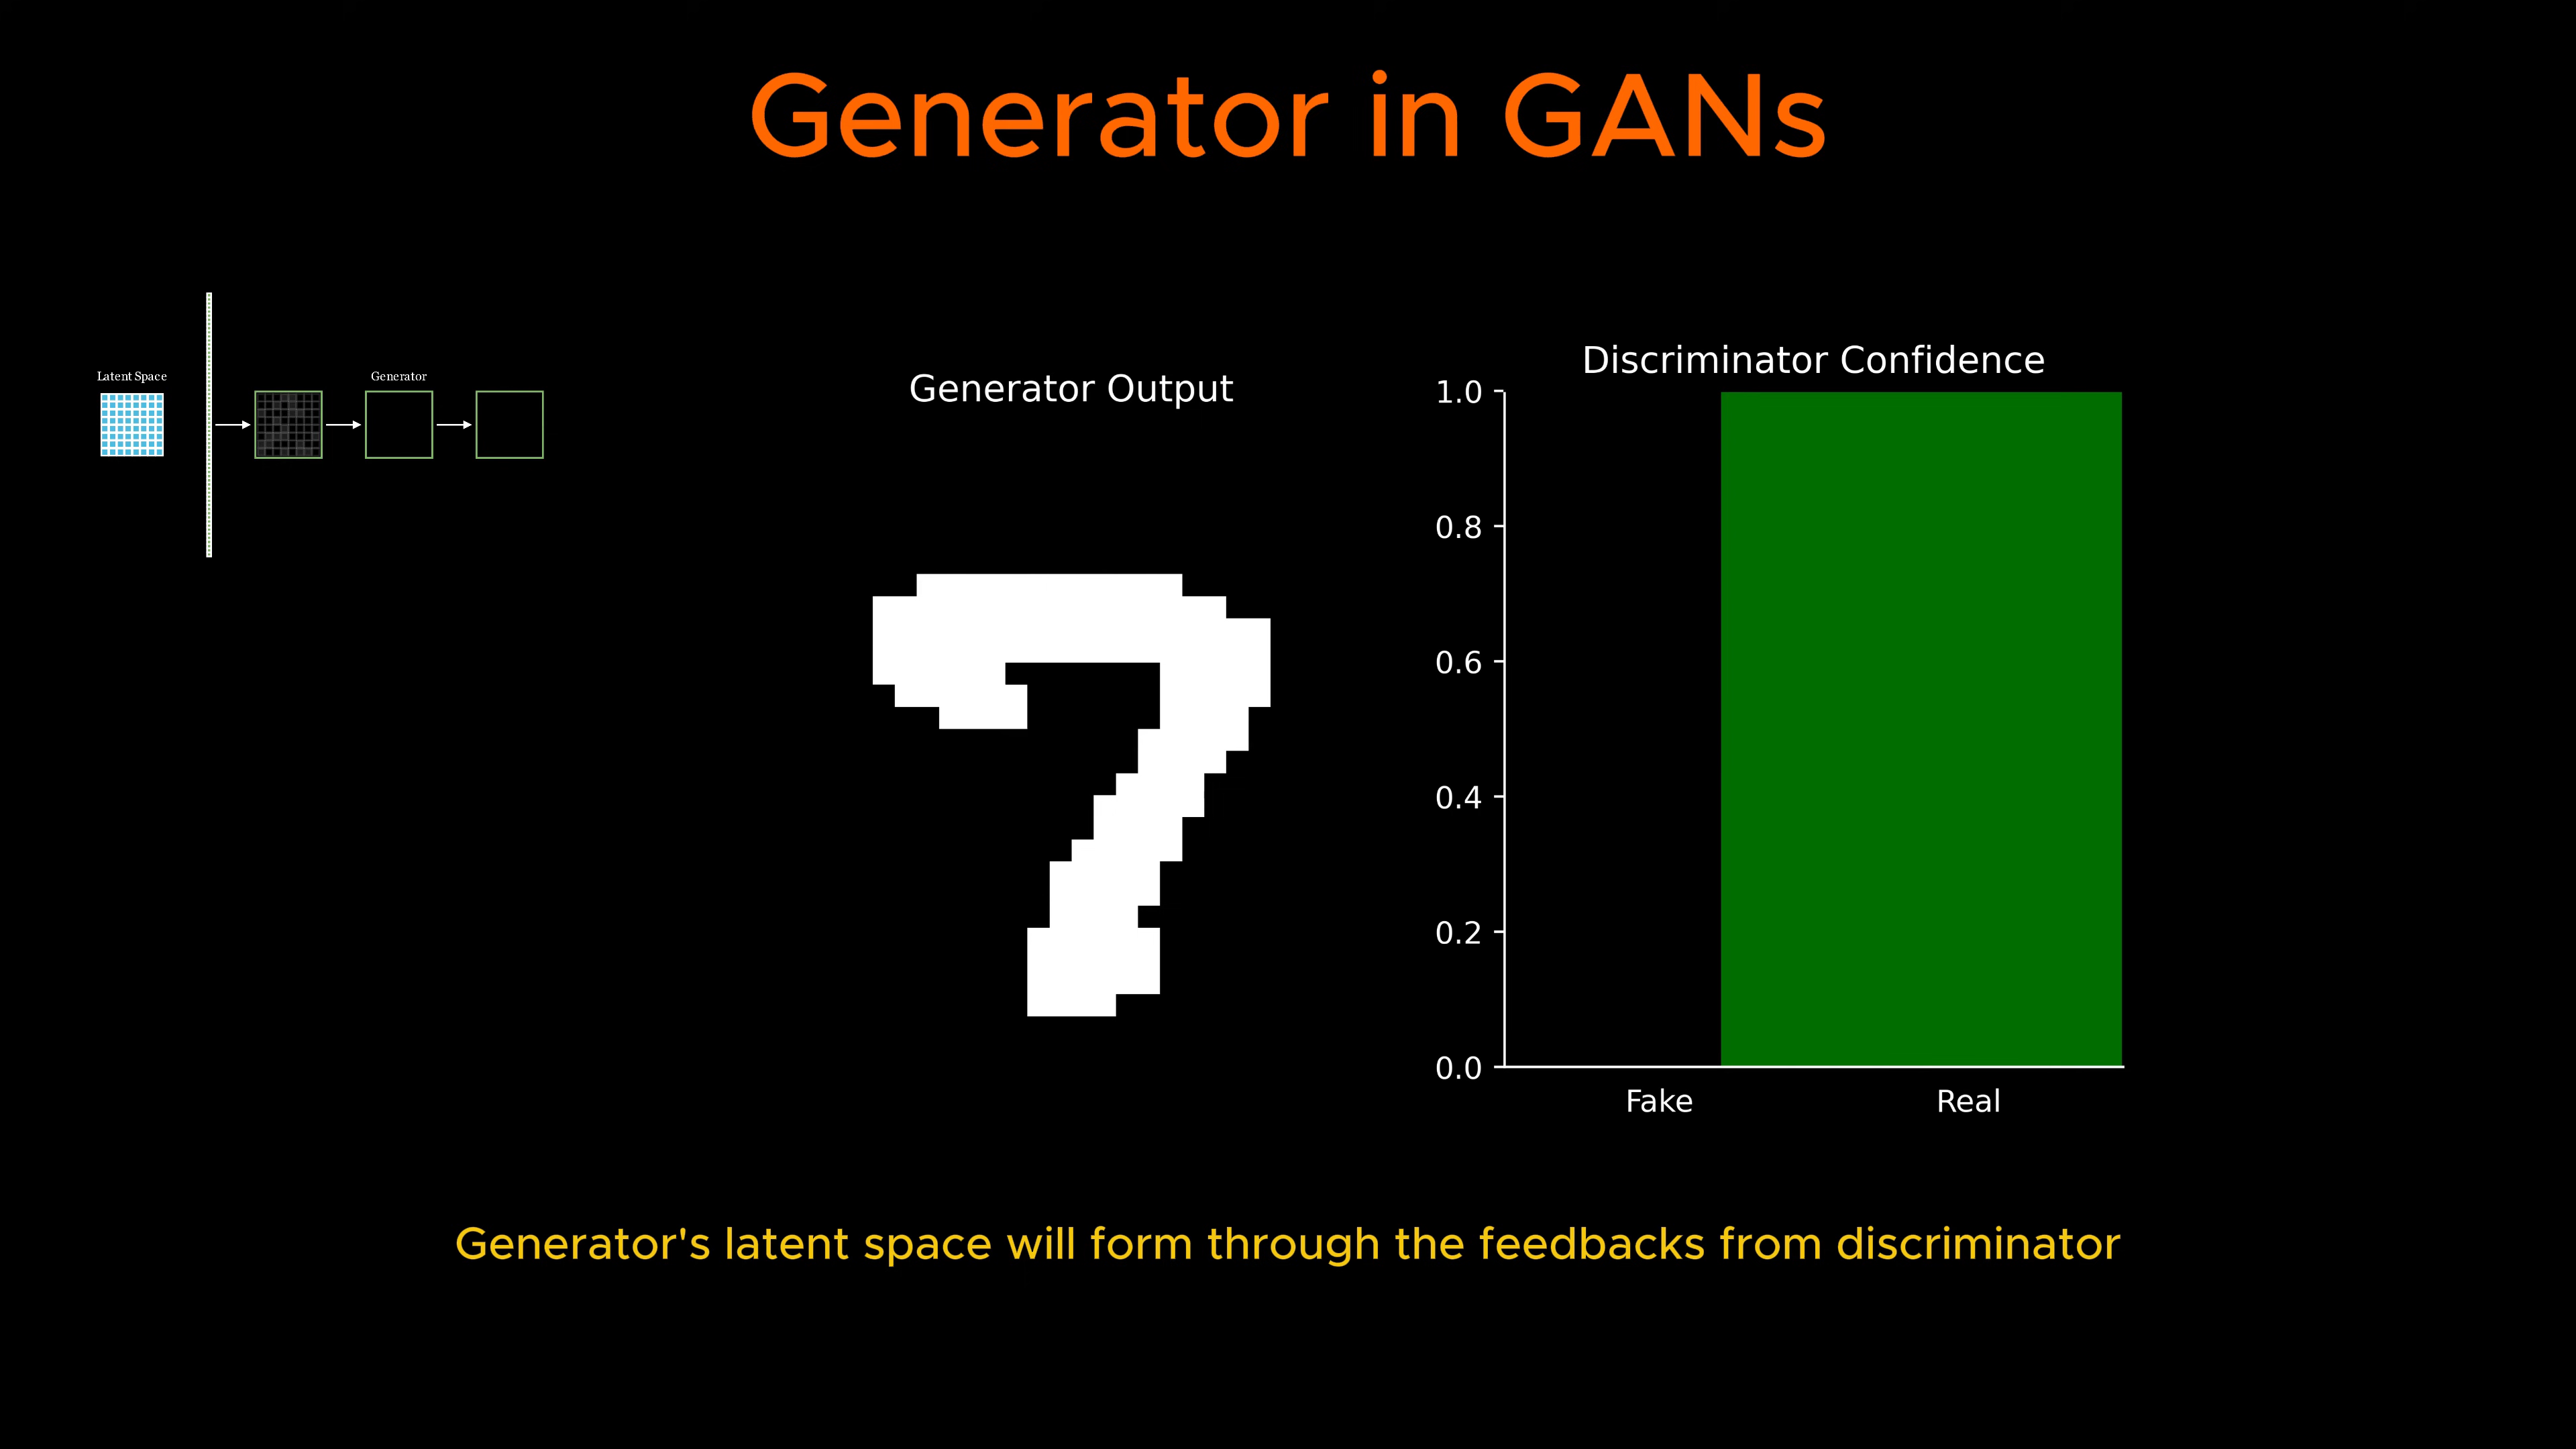 Generator in GANs
Latent Space
Generator
Generator Output
Discriminator Confidence
1.0
0.8
0.6
0.4
0.2
0.0
Fake
Real
7
Generator's latent space will form through the feedbacks from discriminator